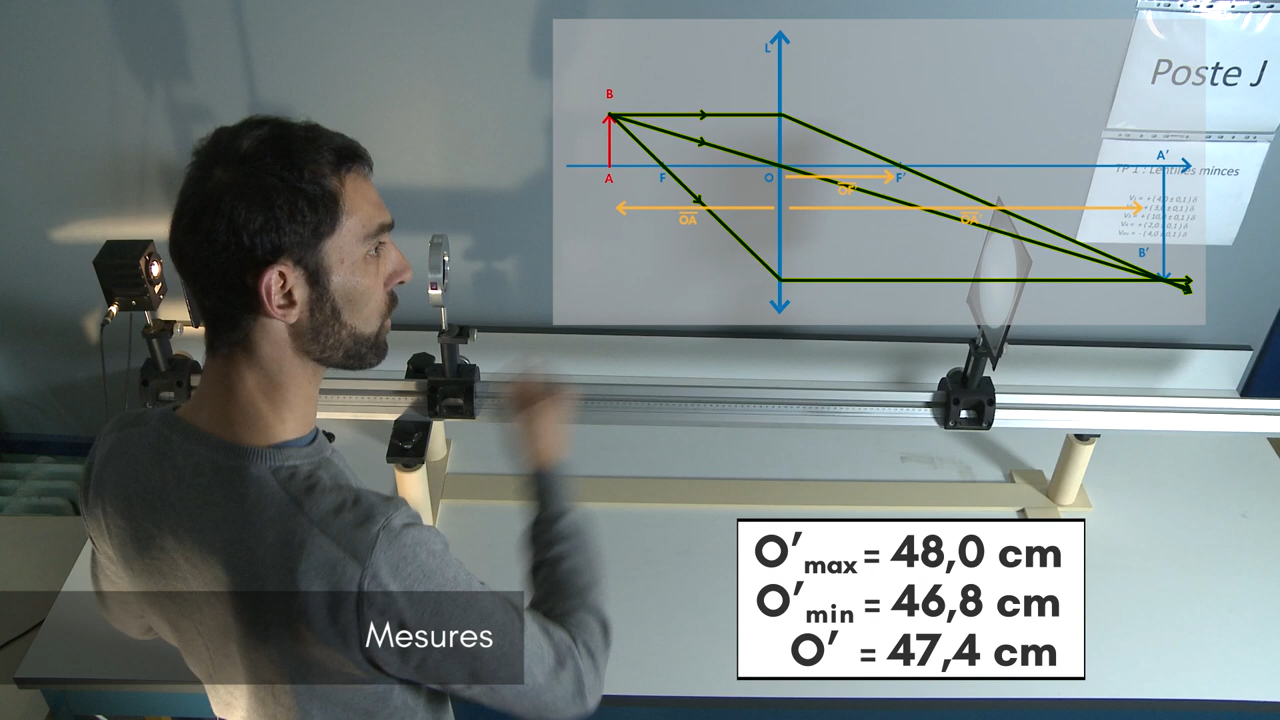 Poste J
TP 1 : Lentilles minces
L
B
A
F
O
F'
A'
B'
OF'
OA
OA'
O'max = 48,0 cm
O'min = 46,8 cm
O' = 47,4 cm
Mesures